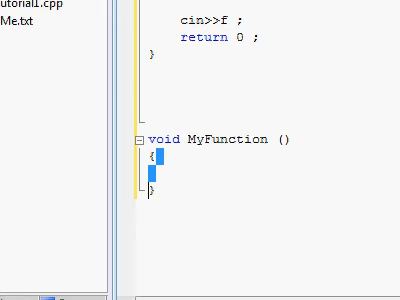 utorial1.cpp
Me.txt
cin>>f ;
return 0 ;
}
void MyFunction ()
{
}